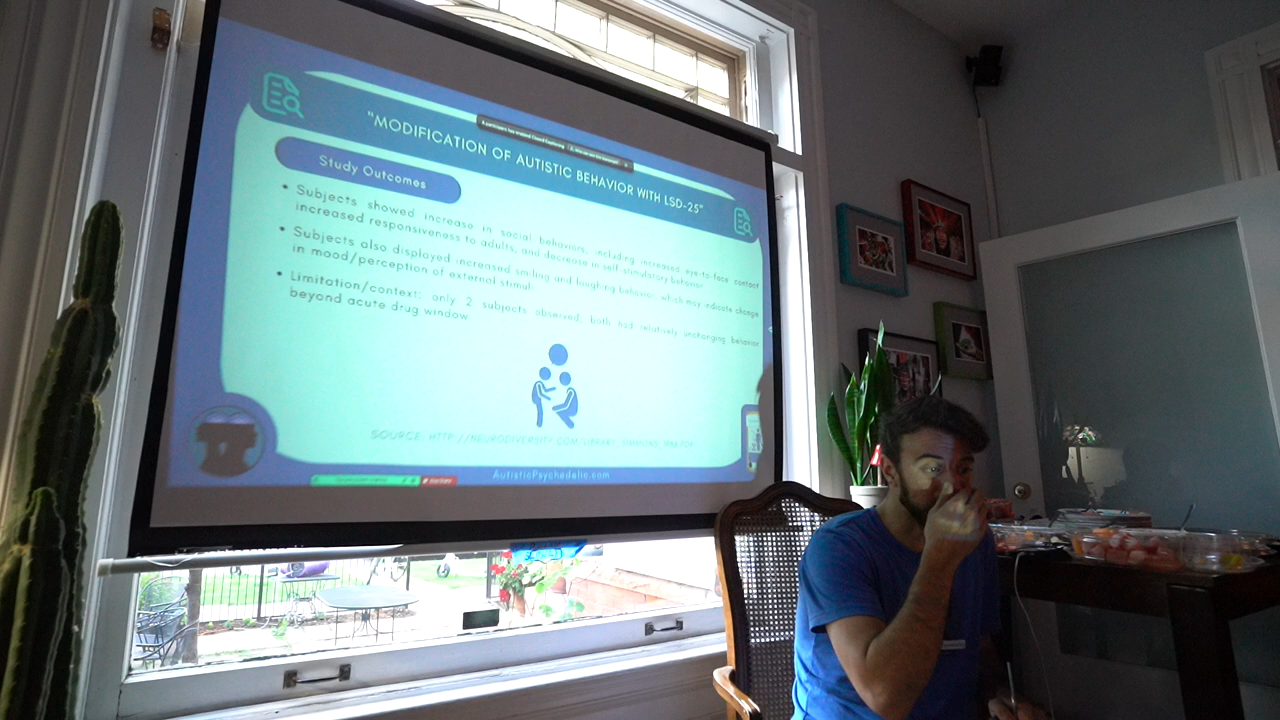 "MODIFICATION OF AUTISTIC BEHAVIOR WITH LSD-25"
Study Outcomes
• Subjects showed increase in social behaviors, including increased eye-to-face contact
increased responsiveness to adults, and decrease in self-stimulatory behavior
• Subjects also displayed increased smiling and laughing behavior, which may indicate change
in mood/perception of external stimuli
• Limitation/context: only 2 subjects observed, both had relatively unchanging behavior
beyond acute drug window
SOURCE: HTTP://NEURODIVERSITY.COM/LIBRARY_SIMMONS_1966.PDF
AutisticPsychedelic.com